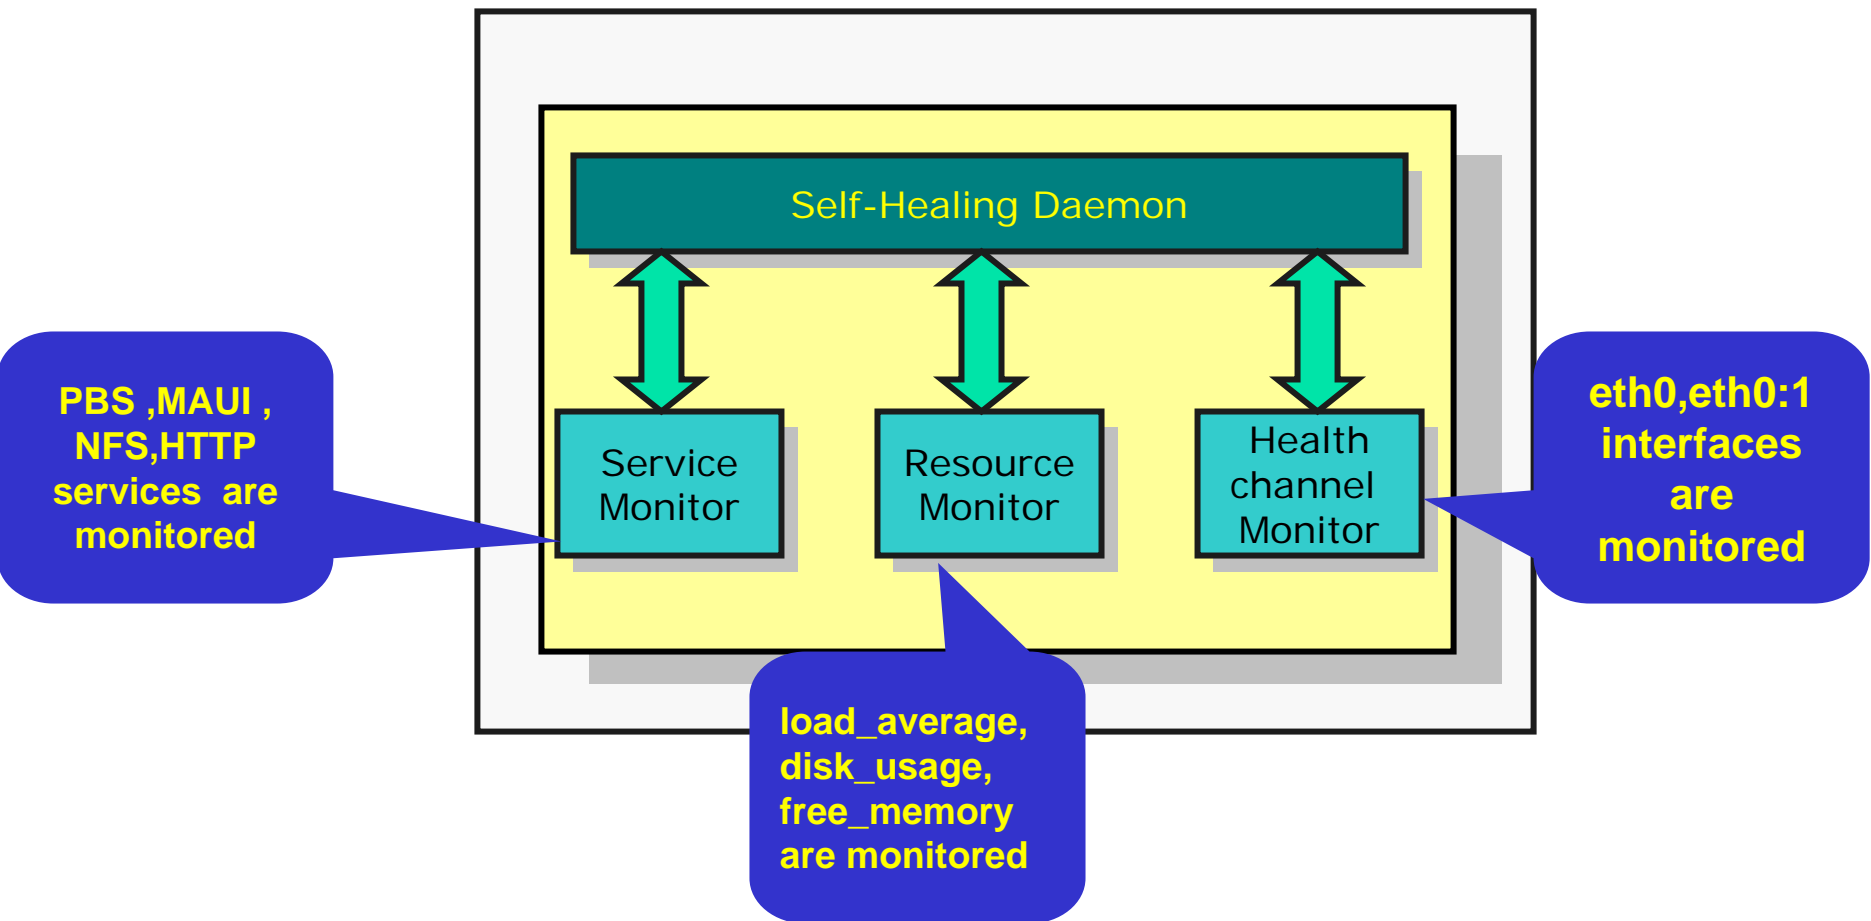 Self-Healing Daemon
PBS ,MAUI ,
NFS,HTTP
services are
monitored
Service
Monitor
Resource
Monitor
Health
channel
Monitor
eth0,eth0:1
interfaces
are
monitored
load_average,
disk_usage,
free_memory
are monitored